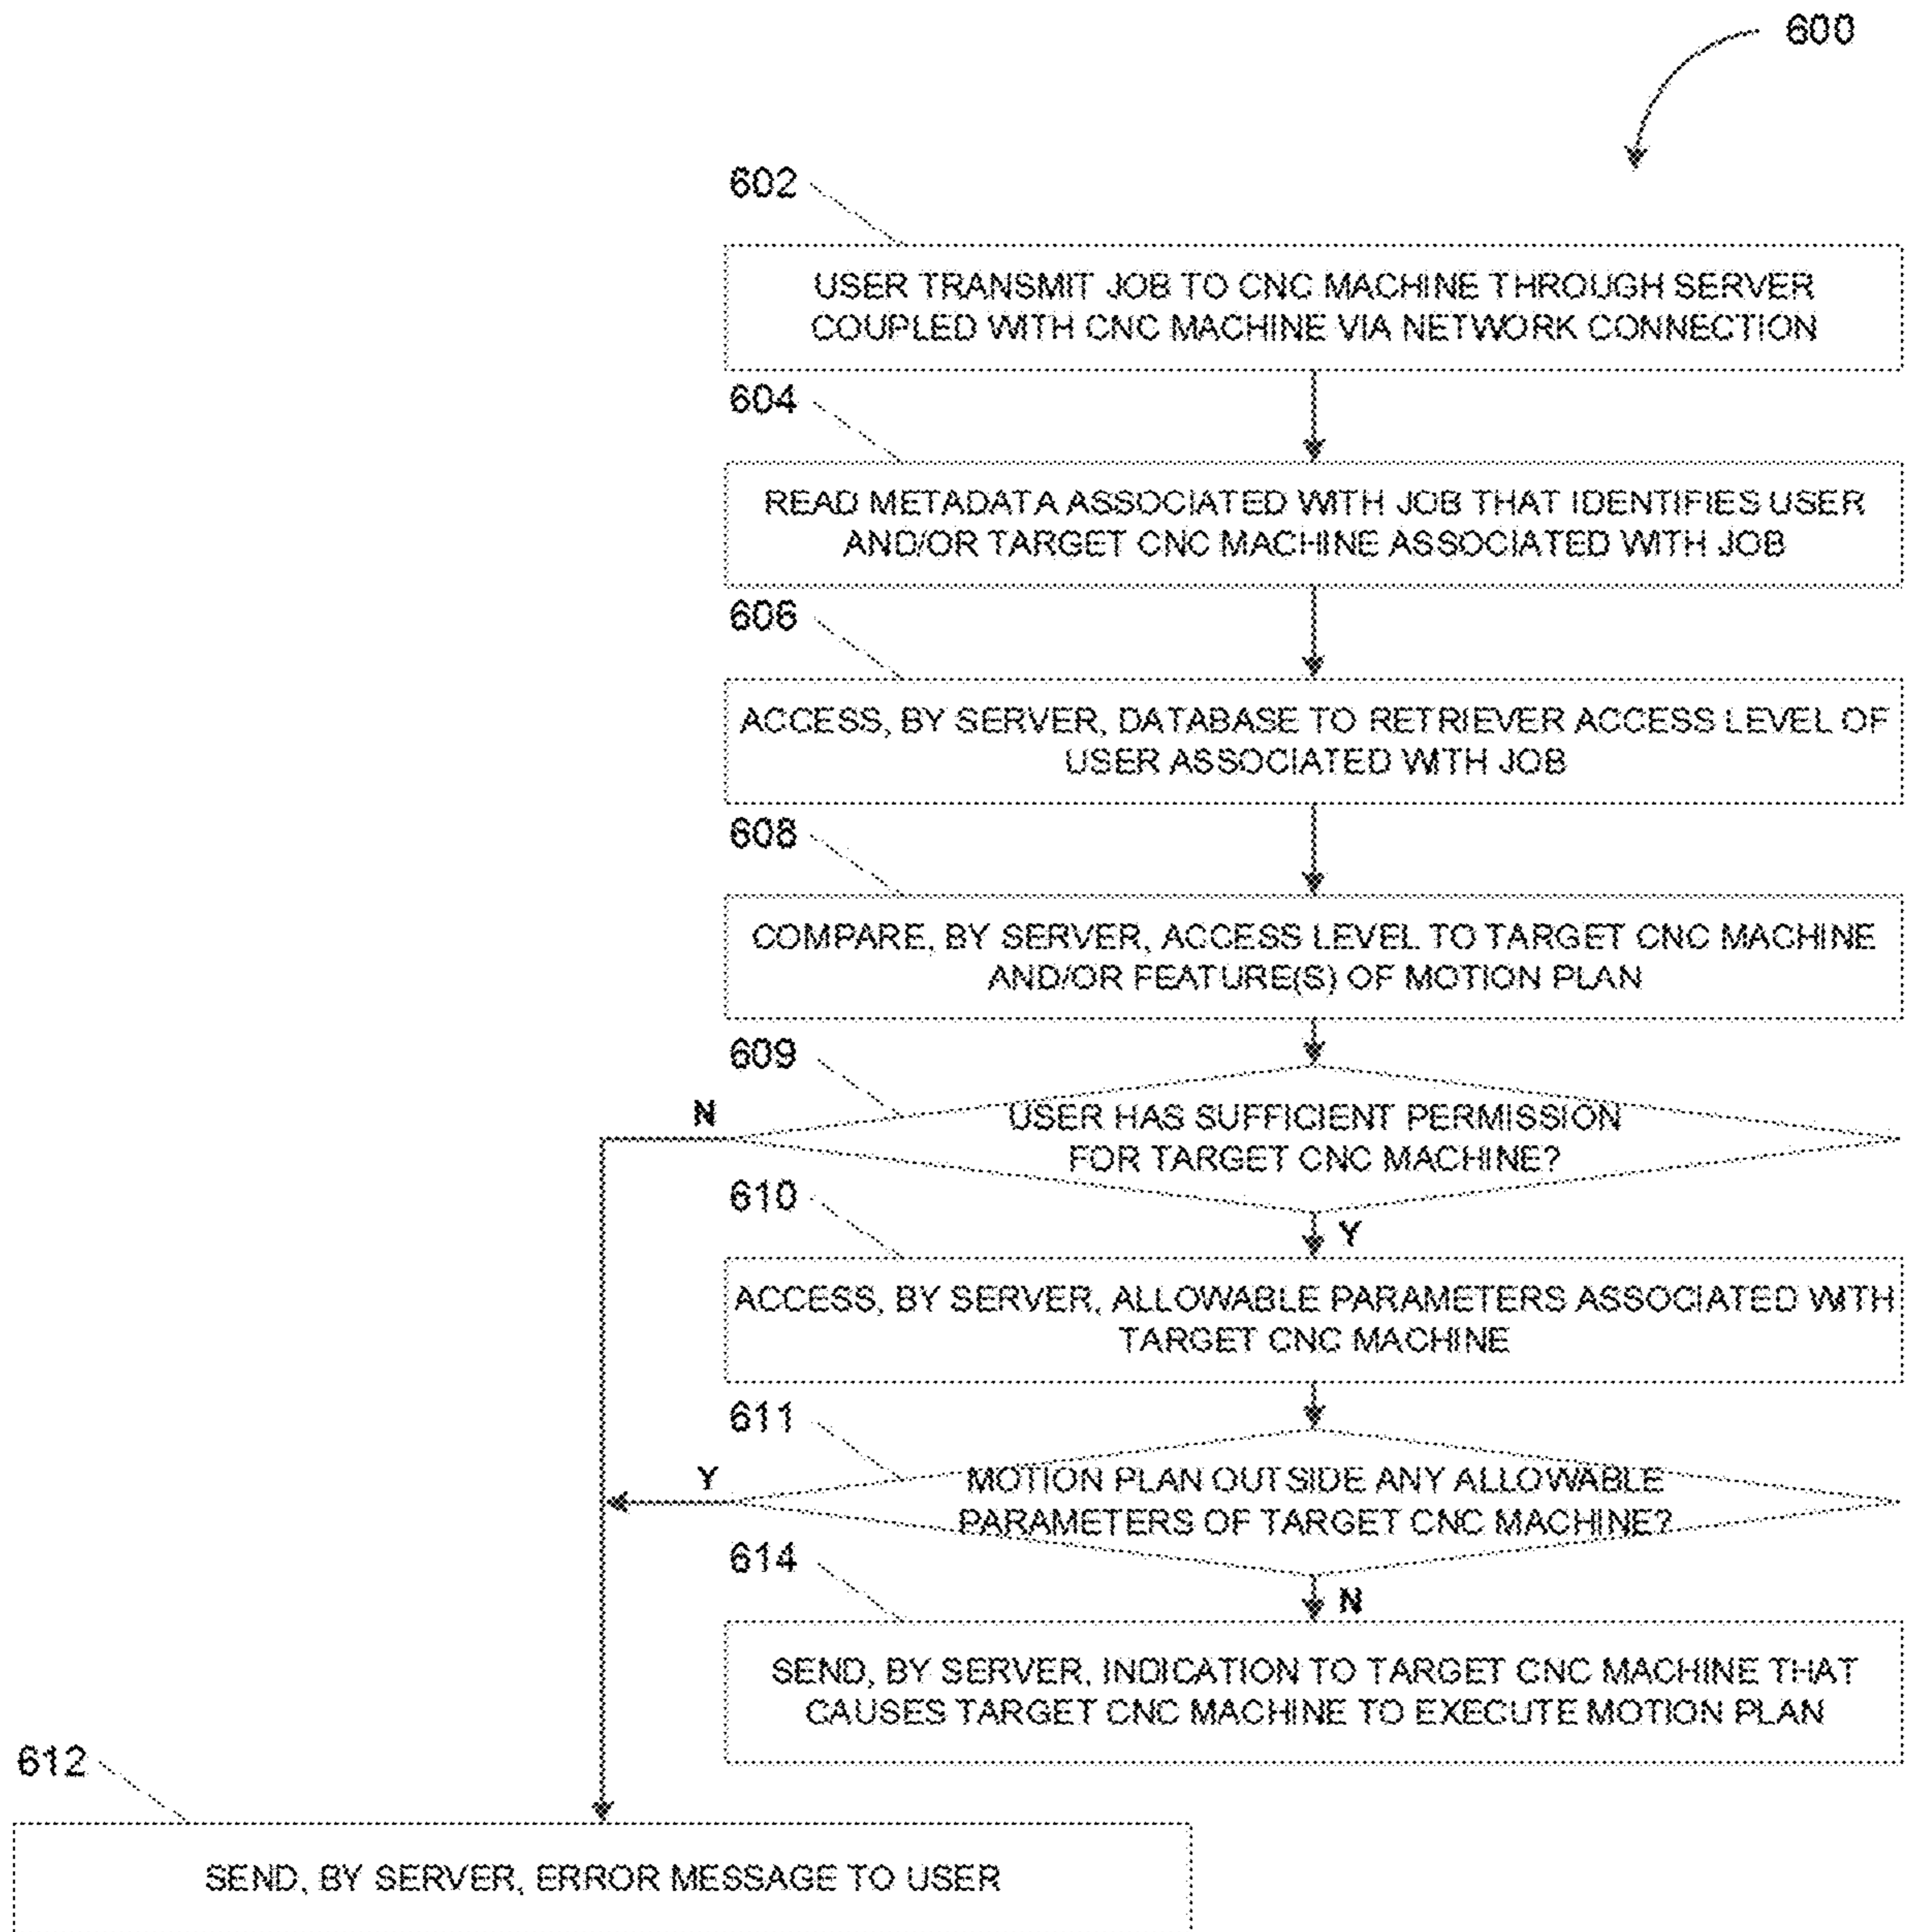 600
602
USER TRANSMIT JOB TO CNC MACHINE THROUGH SERVER
COUPLED WITH CNC MACHINE VIA NETWORK CONNECTION
604
READ METADATA ASSOCIATED WITH JOB THAT IDENTIFIES USER
AND/OR TARGET CNC MACHINE ASSOCIATED WITH JOB
606
ACCESS, BY SERVER, DATABASE TO RETRIEVER ACCESS LEVEL OF
USER ASSOCIATED WITH JOB
608
COMPARE, BY SERVER, ACCESS LEVEL TO TARGET CNC MACHINE
AND/OR FEATURE(S) OF MOTION PLAN
609
N
USER HAS SUFFICIENT PERMISSION
FOR TARGET CNC MACHINE?
610
Y
ACCESS, BY SERVER, ALLOWABLE PARAMETERS ASSOCIATED WITH
TARGET CNC MACHINE
611
Y
MOTION PLAN OUTSIDE ANY ALLOWABLE
PARAMETERS OF TARGET CNC MACHINE?
614
N
SEND, BY SERVER, INDICATION TO TARGET CNC MACHINE THAT
CAUSES TARGET CNC MACHINE TO EXECUTE MOTION PLAN
612
SEND, BY SERVER, ERROR MESSAGE TO USER